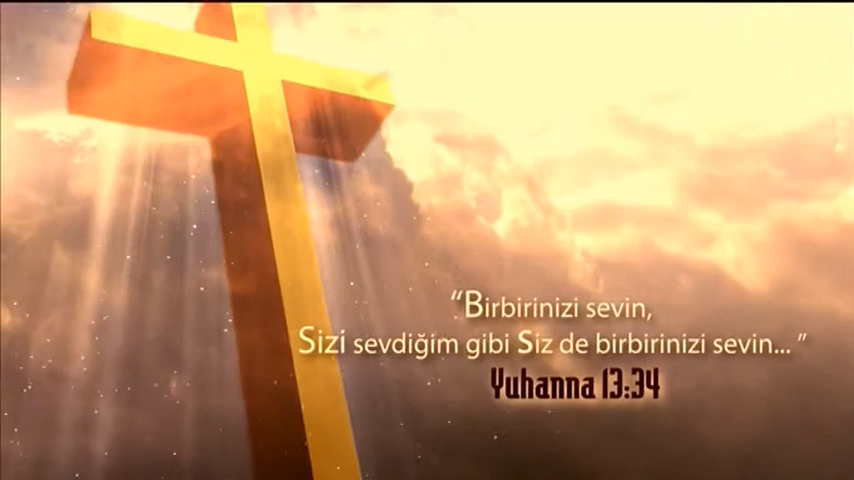 “Birbirinizi sevin,
Sizi sevdiğim gibi Siz de birbirinizi sevin... ”
Yuhanna 13:34